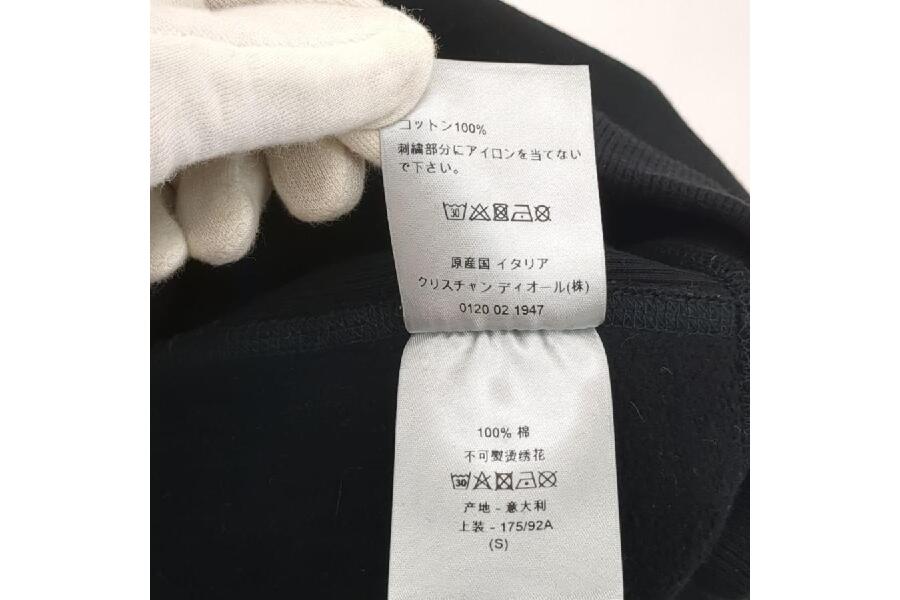 コットン100%
刺繍部分にアイロンを当てない
で下さい。
30
原産国 イタリア
クリスチャン ディオール(株)
0120 02 1947
100% 棉
不可熨烫绣花
30
产地 - 意大利
上装 - 175/92A
(S)